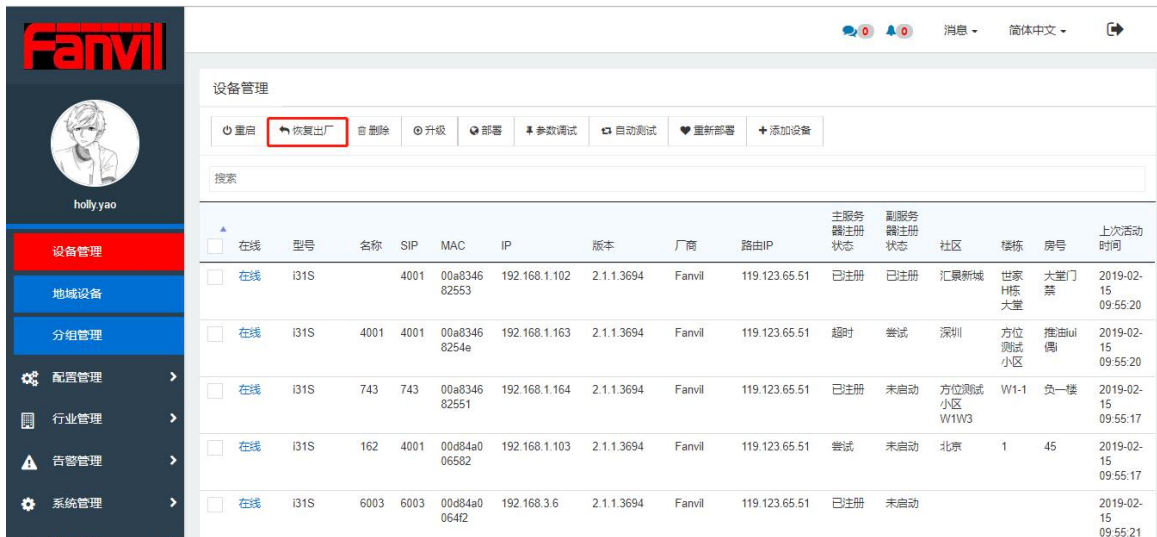 Fanvil
0 0 消息 简体中文
设备管理
重启 恢复出厂 删除 升级 部署 参数调试 自动测试 重新部署 添加设备
搜索
holly.yao
设备管理
地域设备
分组管理
配置管理
行业管理
告警管理
系统管理
在线 型号 名称 SIP MAC IP 版本 厂商 路由IP 主服务器注册状态 副服务器注册状态 社区 楼栋 房号 上次活动时间
在线 i31S 4001 00a834682553 192.168.1.102 2.1.1.3694 Fanvil 119.123.65.51 已注册 已注册 汇景新城 世家H栋大堂 大堂门禁 2019-02-15 09:55:20
在线 i31S 4001 4001 00a83468254e 192.168.1.163 2.1.1.3694 Fanvil 119.123.65.51 超时 尝试 深圳 方位测试小区 推油iui偶i 2019-02-15 09:55:20
在线 i31S 743 743 00a834682551 192.168.1.164 2.1.1.3694 Fanvil 119.123.65.51 已注册 未启动 方位测试小区W1W3 W1-1 负一楼 2019-02-15 09:55:17
在线 i31S 162 4001 00d84a006582 192.168.1.103 2.1.1.3694 Fanvil 119.123.65.51 尝试 未启动 北京 1 45 2019-02-15 09:55:17
在线 i31S 6003 6003 00d84a0064f2 192.168.3.6 2.1.1.3694 Fanvil 119.123.65.51 已注册 未启动 2019-02-15 09:55:21